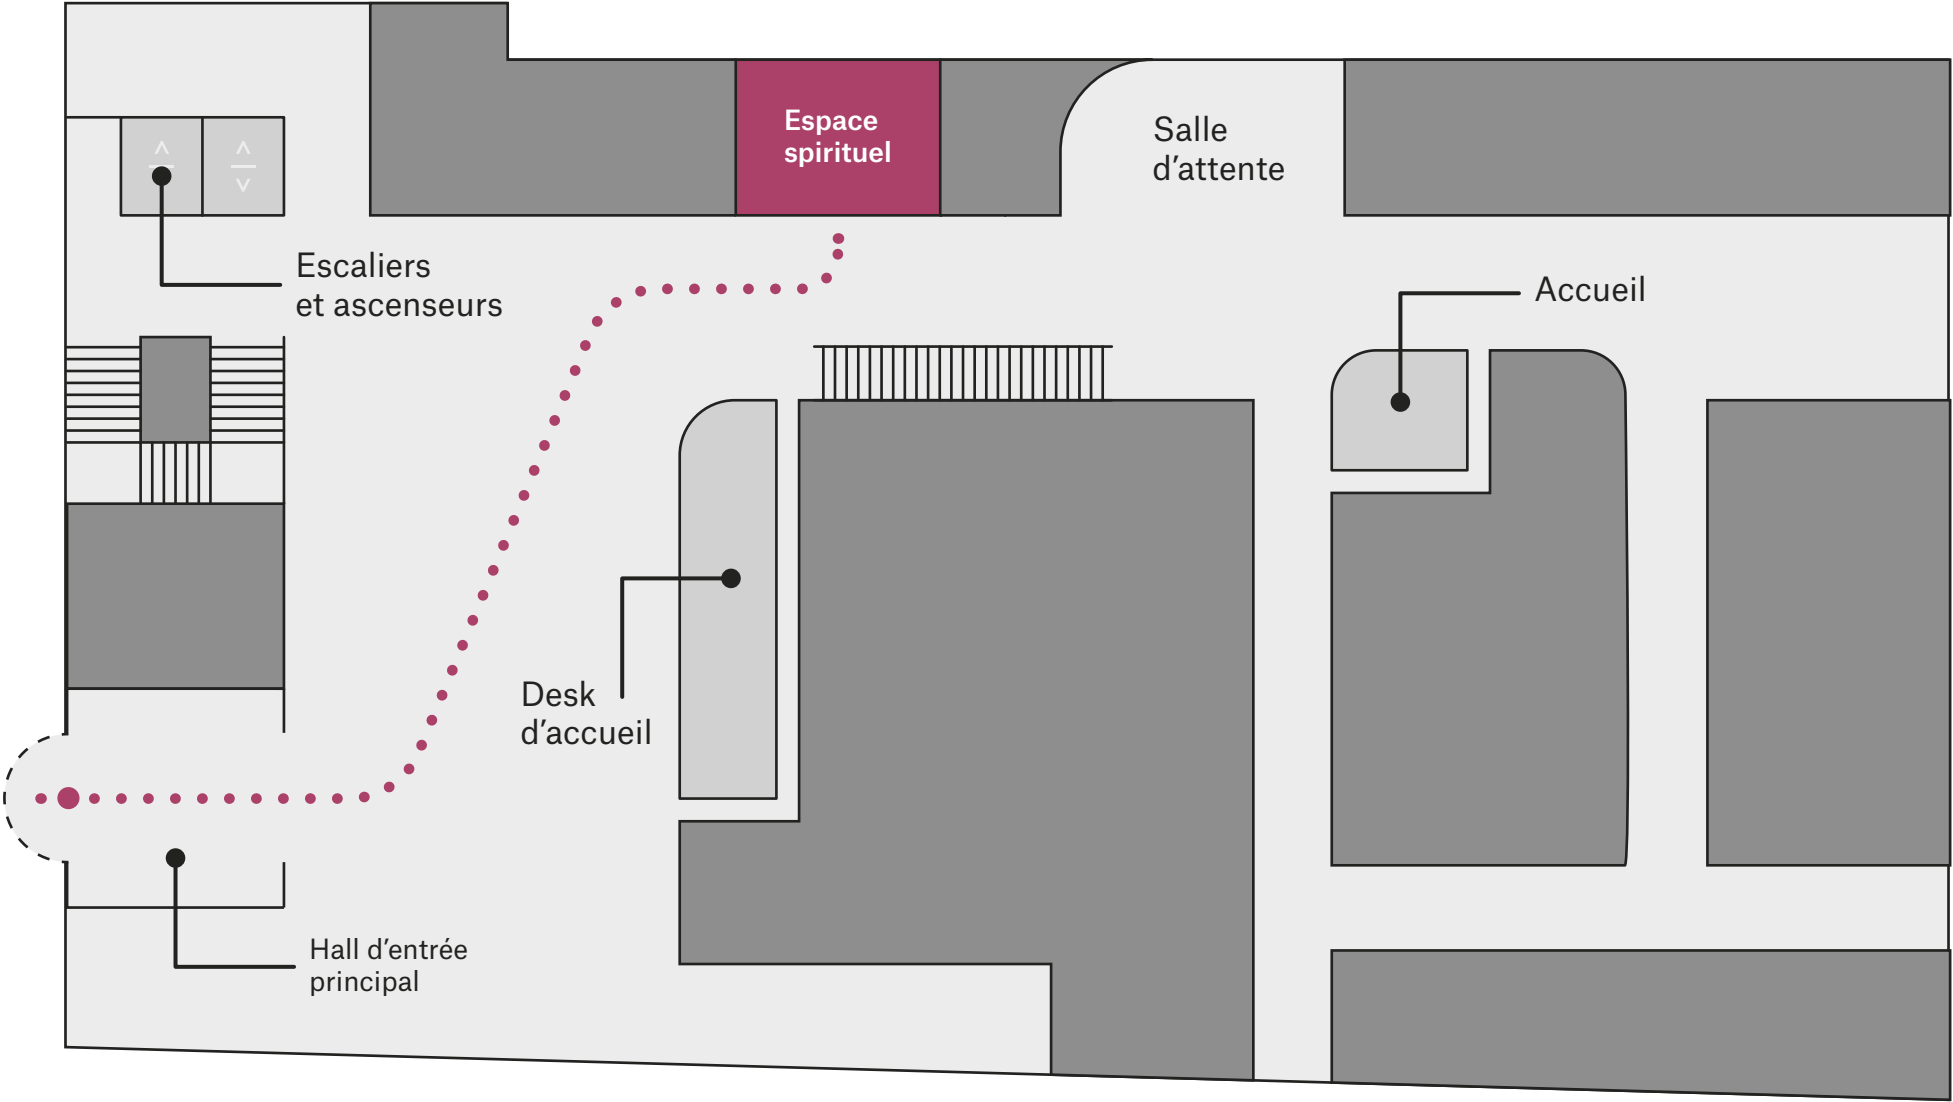 Espace
spirituel
Salle
d'attente
Escaliers
et ascenseurs
Accueil
Desk
d'accueil
Hall d'entrée
principal